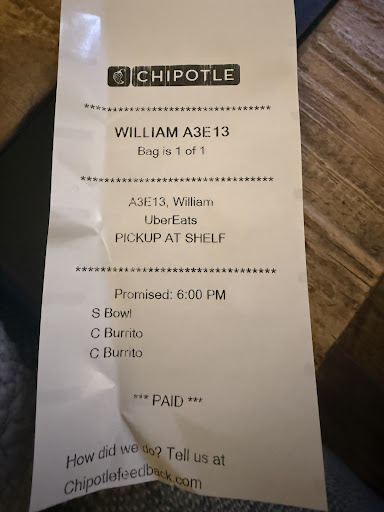 CHIPOTLE
*******************************
WILLIAM A3E13
Bag is 1 of 1
********************************
A3E13, William
UberEats
PICKUP AT SHELF
*********************************
Promised: 6:00 PM
S Bowl
C Burrito
C Burrito
*** PAID ***
How did we do? Tell us at
Chipotlefeedback.com